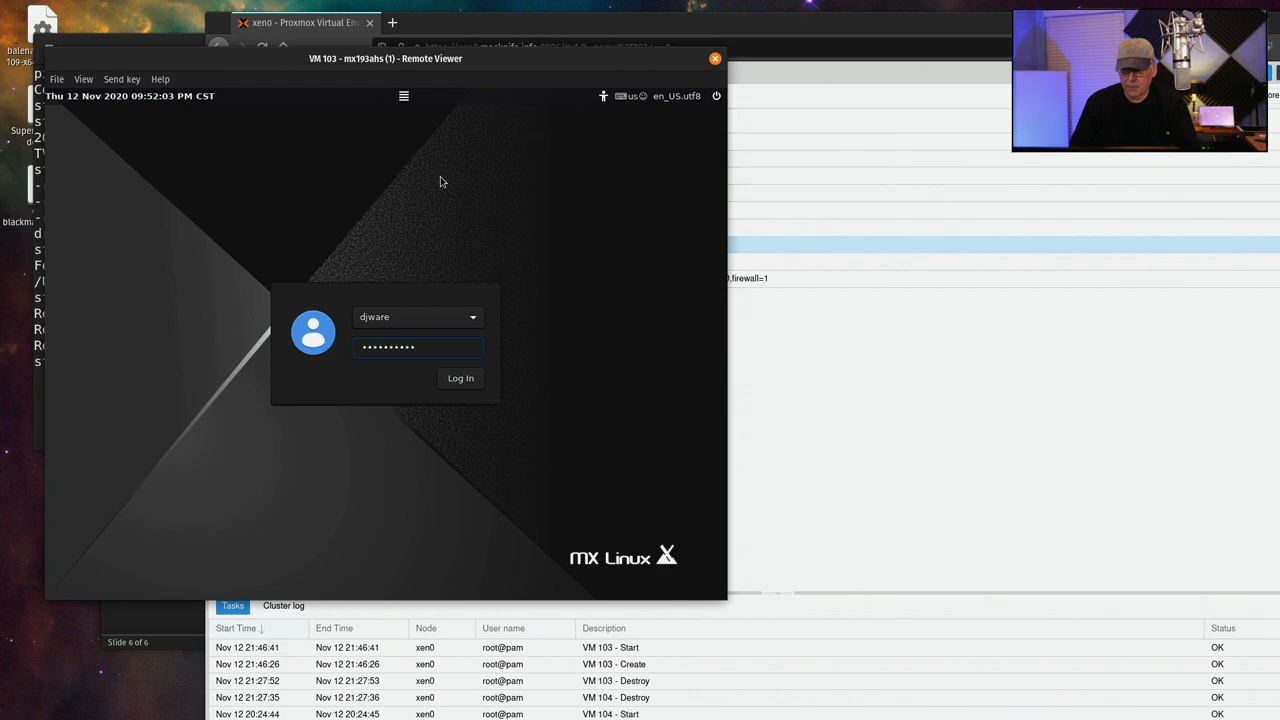 xeno - Proxmox Virtual Env
balena
109-x6
VM 103 - mx193ahs (1) - Remote Viewer
File View Send key Help
Thu 12 Nov 2020 09:52:03 PM CST
us
en_US.utf8
Super
blackma
djware
••••••••••
Log In
0,firewall=1
MX Linux
Slide 6 of 6
Tasks
Cluster log
Start Time End Time Node User name Description Status
Nov 12 21:46:41 Nov 12 21:46:41 xen0 root@pam VM 103 - Start OK
Nov 12 21:46:26 Nov 12 21:46:26 xen0 root@pam VM 103 - Create OK
Nov 12 21:27:52 Nov 12 21:27:53 xen0 root@pam VM 103 - Destroy OK
Nov 12 21:27:35 Nov 12 21:27:36 xen0 root@pam VM 104 - Destroy OK
Nov 12 20:24:44 Nov 12 20:24:45 xen0 root@pam VM 104 - Start OK